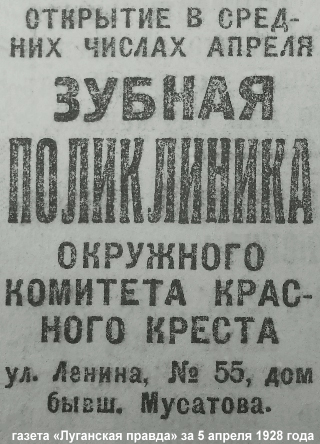 ОТКРЫТИЕ В СРЕД-
НИХ ЧИСЛАХ АПРЕЛЯ
ЗУБНАЯ
ПОЛИКЛИНИКА
ОКРУЖНОГО
КОМИТЕТА КРАС-
НОГО КРЕСТА
ул. Ленина, № 55, дом
бывш. Мусатова.
газета «Луганская правда» за 5 апреля 1928 года